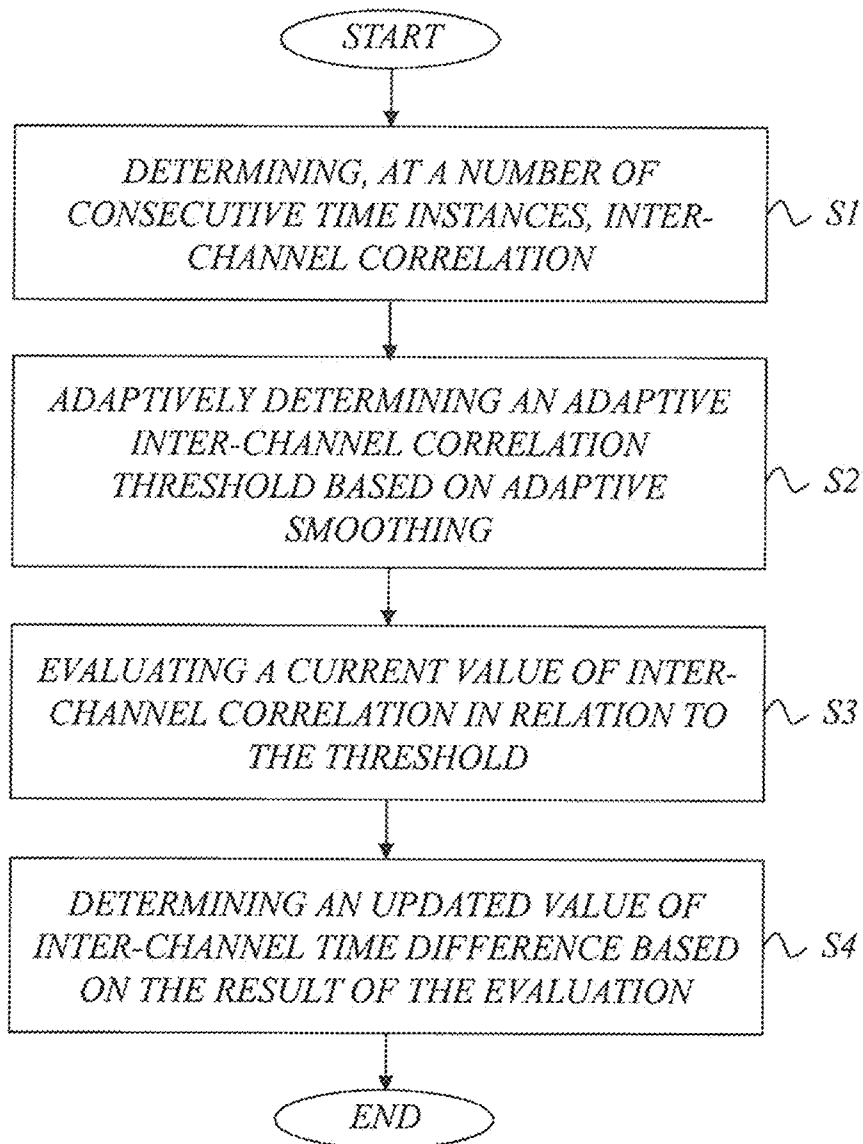 START
DETERMINING, AT A NUMBER OF
CONSECUTIVE TIME INSTANCES, INTER-
CHANNEL CORRELATION
S1
ADAPTIVELY DETERMINING AN ADAPTIVE
INTER-CHANNEL CORRELATION
THRESHOLD BASED ON ADAPTIVE
SMOOTHING
S2
EVALUATING A CURRENT VALUE OF INTER-
CHANNEL CORRELATION IN RELATION TO
THE THRESHOLD
S3
DETERMINING AN UPDATED VALUE OF
INTER-CHANNEL TIME DIFFERENCE BASED
ON THE RESULT OF THE EVALUATION
S4
END